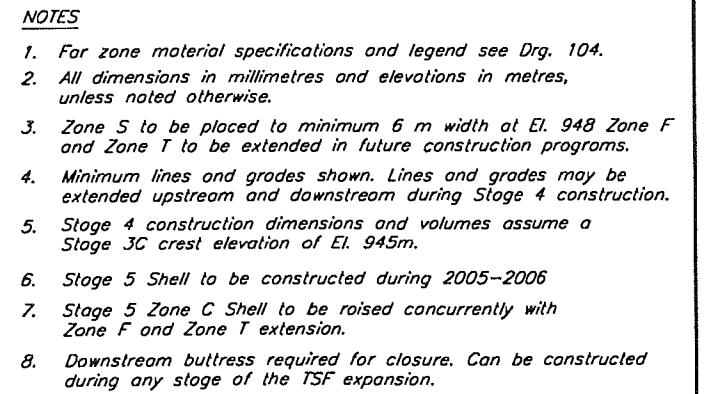 NOTES
1. For zone material specifications and legend see Drg. 104.
2. All dimensions in millimetres and elevations in metres,
unless noted otherwise.
3. Zone S to be placed to minimum 6 m width at El. 948 Zone F
and Zone T to be extended in future construction programs.
4. Minimum lines and grades shown. Lines and grades may be
extended upstream and downstream during Stage 4 construction.
5. Stage 4 construction dimensions and volumes assume a
Stage 3C crest elevation of El. 945m.
6. Stage 5 Shell to be constructed during 2005-2006
7. Stage 5 Zone C Shell to be raised concurrently with
Zone F and Zone T extension.
8. Downstream buttress required for closure. Can be constructed
during any stage of the TSF expansion.